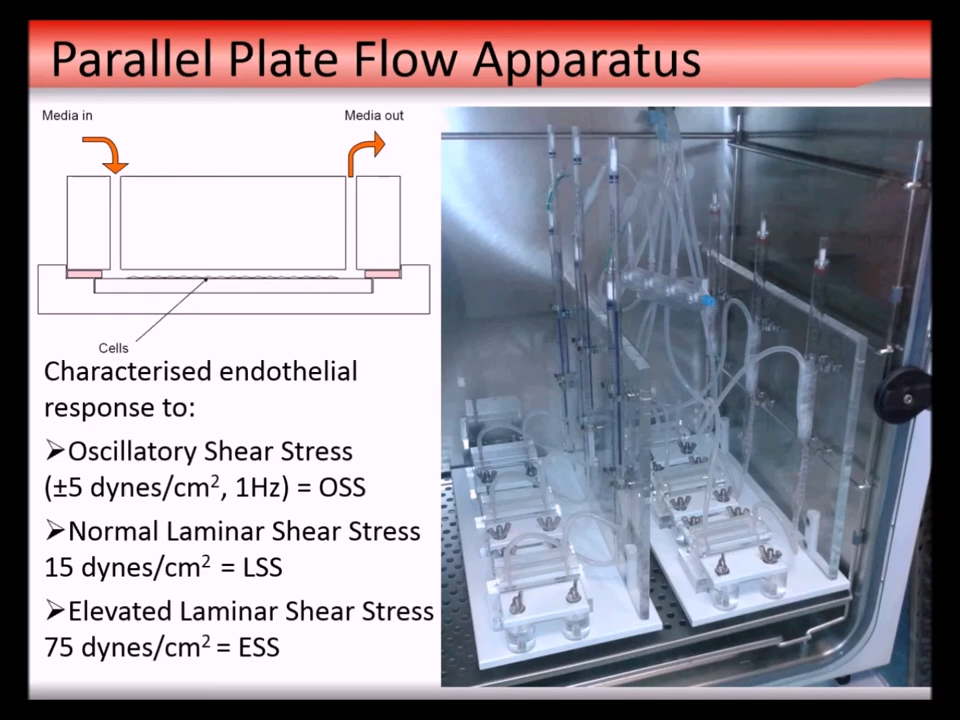 Parallel Plate Flow Apparatus
Media in
Media out
Cells
Characterised endothelial
response to:
➢Oscillatory Shear Stress
(±5 dynes/cm², 1Hz) = OSS
➢Normal Laminar Shear Stress
15 dynes/cm² = LSS
➢Elevated Laminar Shear Stress
75 dynes/cm² = ESS